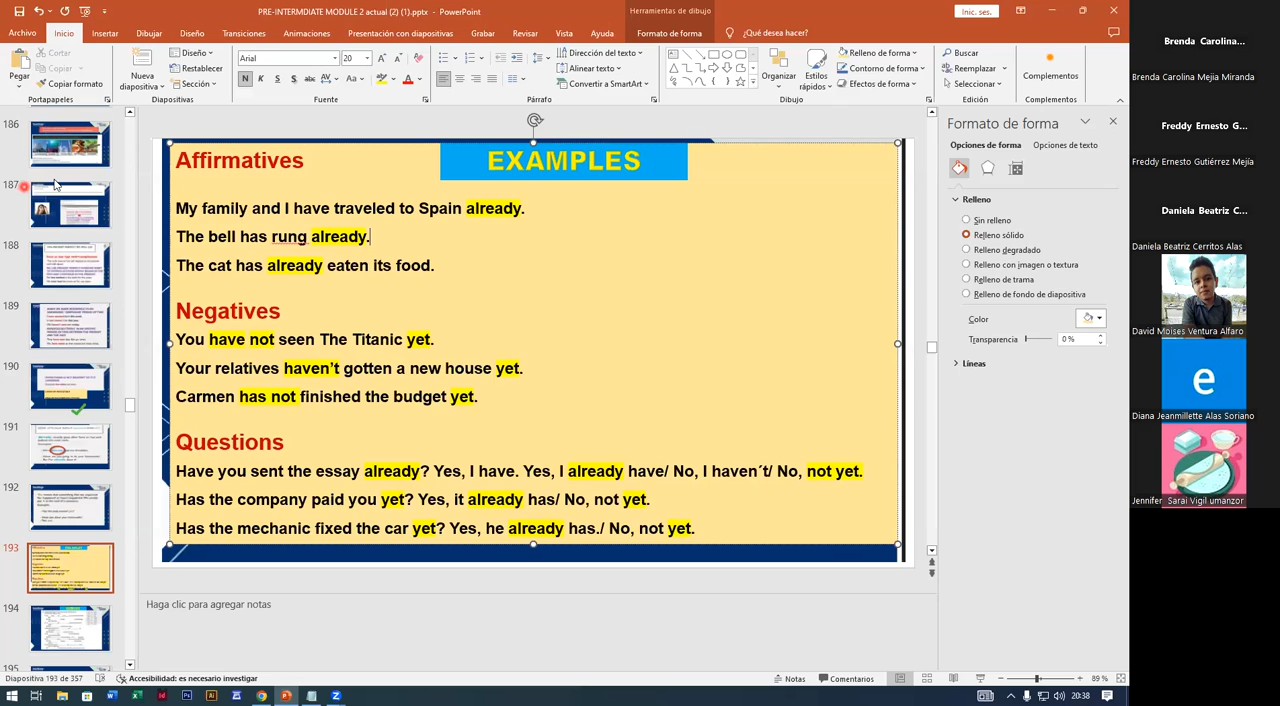 PRE-INTERMDIATE MODULE 2 actual (2) (1).pptx - PowerPoint
Herramientas de dibujo
Inic. ses.
Archivo Inicio Insertar Dibujar Diseño Transiciones Animaciones Presentación con diapositivas Grabar Revisar Vista Ayuda Formato de forma ¿Qué desea hacer?
Pegar
Cortar
Copiar
Copiar formato
Portapapeles
Nueva diapositiva
Diseño
Restablecer
Sección
Diapositivas
Arial 20
N K S S abc AV Aa
Fuente
Dirección del texto
Alinear texto
Convertir a SmartArt
Párrafo
Organizar
Estilos rápidos
Relleno de forma
Contorno de forma
Efectos de forma
Dibujo
Buscar
Reemplazar
Seleccionar
Edición
Complementos
Complementos
186
187
188
189
190
191
192
193
194
195
Affirmatives
EXAMPLES
My family and I have traveled to Spain already.
The bell has rung already.
The cat has already eaten its food.
Negatives
You have not seen The Titanic yet.
Your relatives haven’t gotten a new house yet.
Carmen has not finished the budget yet.
Questions
Have you sent the essay already? Yes, I have. Yes, I already have/ No, I haven´t/ No, not yet.
Has the company paid you yet? Yes, it already has/ No, not yet.
Has the mechanic fixed the car yet? Yes, he already has./ No, not yet.
Haga clic para agregar notas
Formato de forma
Opciones de forma Opciones de texto
Relleno
Sin relleno
Relleno sólido
Relleno degradado
Relleno con imagen o textura
Relleno de trama
Relleno de fondo de diapositiva
Color
Transparencia 0 %
Líneas
Brenda Carolina...
Brenda Carolina Mejia Miranda
Freddy Ernesto G...
Freddy Ernesto Gutiérrez Mejía
Daniela Beatriz C...
Daniela Beatriz Cerritos Alas
David Moises Ventura Alfaro
e
Diana Jeanmillette Alas Soriano
Jennifer Sarai Vigil umanzor
Diapositiva 193 de 357
Accesibilidad: es necesario investigar
Notas
Comentarios
89 %
20:38